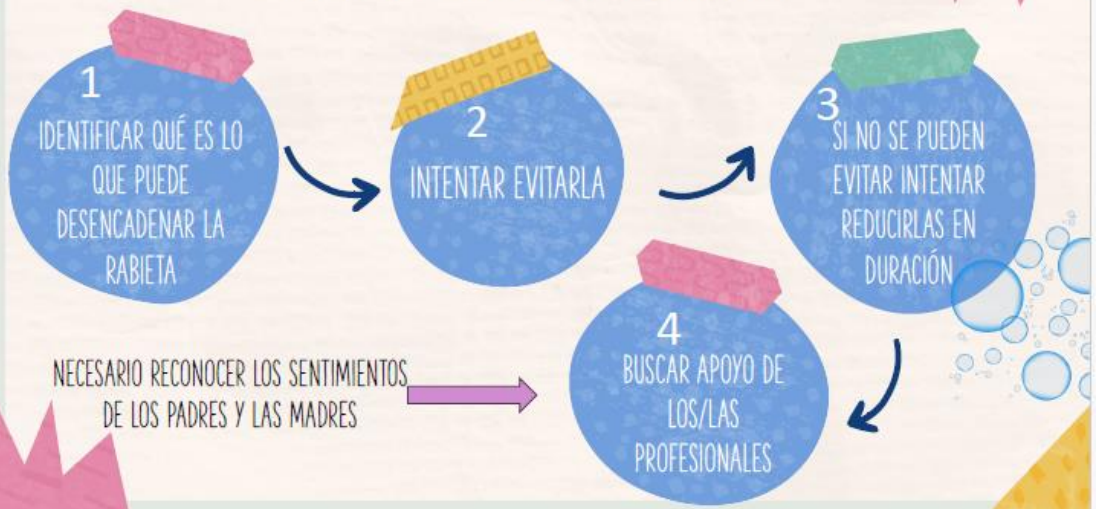 1
IDENTIFICAR QUÉ ES LO
QUE PUEDE
DESENCADENAR LA
RABIETA
2
INTENTAR EVITARLA
3
SI NO SE PUEDEN
EVITAR INTENTAR
REDUCIRLAS EN
DURACIÓN
4
BUSCAR APOYO DE
LOS/LAS
PROFESIONALES
NECESARIO RECONOCER LOS SENTIMIENTOS
DE LOS PADRES Y LAS MADRES